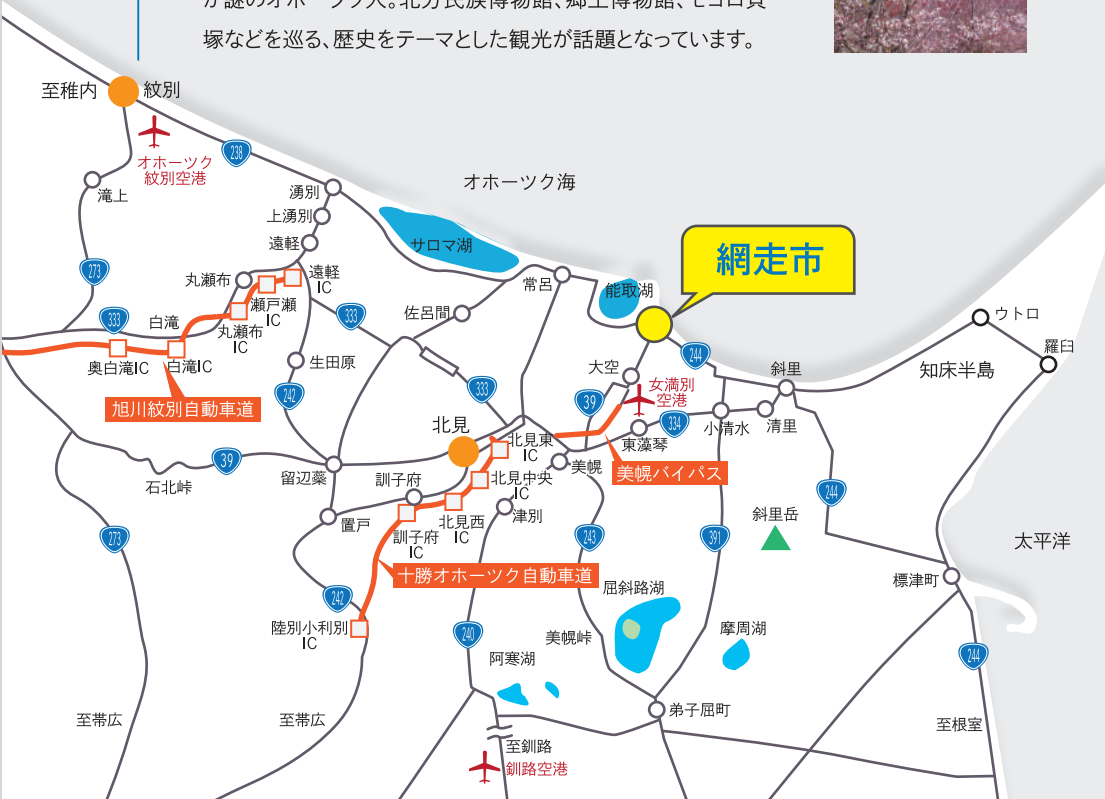 が謎のオホーツク人。北方民族博物館、郷土博物館、モヨロ貝
塚などを巡る、歴史をテーマとした観光が話題となっています。
至稚内
紋別
オホーツク
紋別空港
238
滝上
湧別
オホーツク海
上湧別
遠軽
サロマ湖
網走市
273
丸瀬布
遠軽
IC
常呂
能取湖
瀬戸瀬
IC
333
白滝
丸瀬布
IC
333
佐呂間
ウトロ
奥白滝IC
白滝IC
生田原
244
羅臼
大空
斜里
知床半島
旭川紋別自動車道
242
333
39
女満別
空港
北見
334
小清水
清里
東藻琴
北見東
IC
39
石北峠
留辺蘂
訓子府
北見中央
IC
美幌
美幌バイパス
244
置戸
訓子府
IC
北見西
IC
津別
斜里岳
273
243
391
太平洋
十勝オホーツク自動車道
標津町
242
屈斜路湖
陸別小利別
IC
240
美幌峠
摩周湖
阿寒湖
244
至帯広
至帯広
弟子屈町
至根室
至釧路
釧路空港